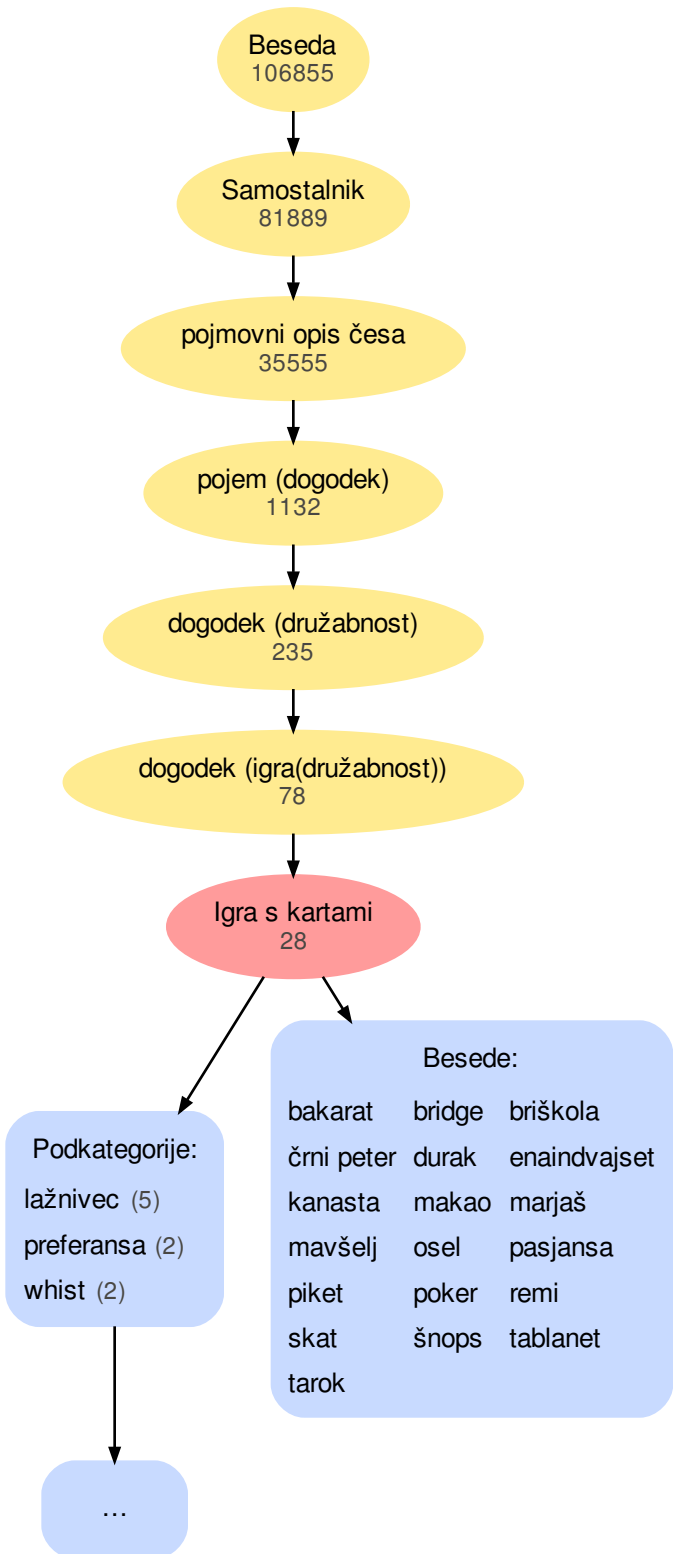 Beseda
106855
Samostalnik
81889
pojmovni opis česa
35555
pojem (dogodek)
1132
dogodek (družabnost)
235
dogodek (igra(družabnost))
78
Igra s kartami
28
Podkategorije:
lažnivec (5)
preferansa (2)
whist (2)
...
Besede:
bakarat bridge briškola
črni peter durak enaindvajset
kanasta makao marjaš
mavšelj osel pasjansa
piket poker remi
skat šnops tablanet
tarok